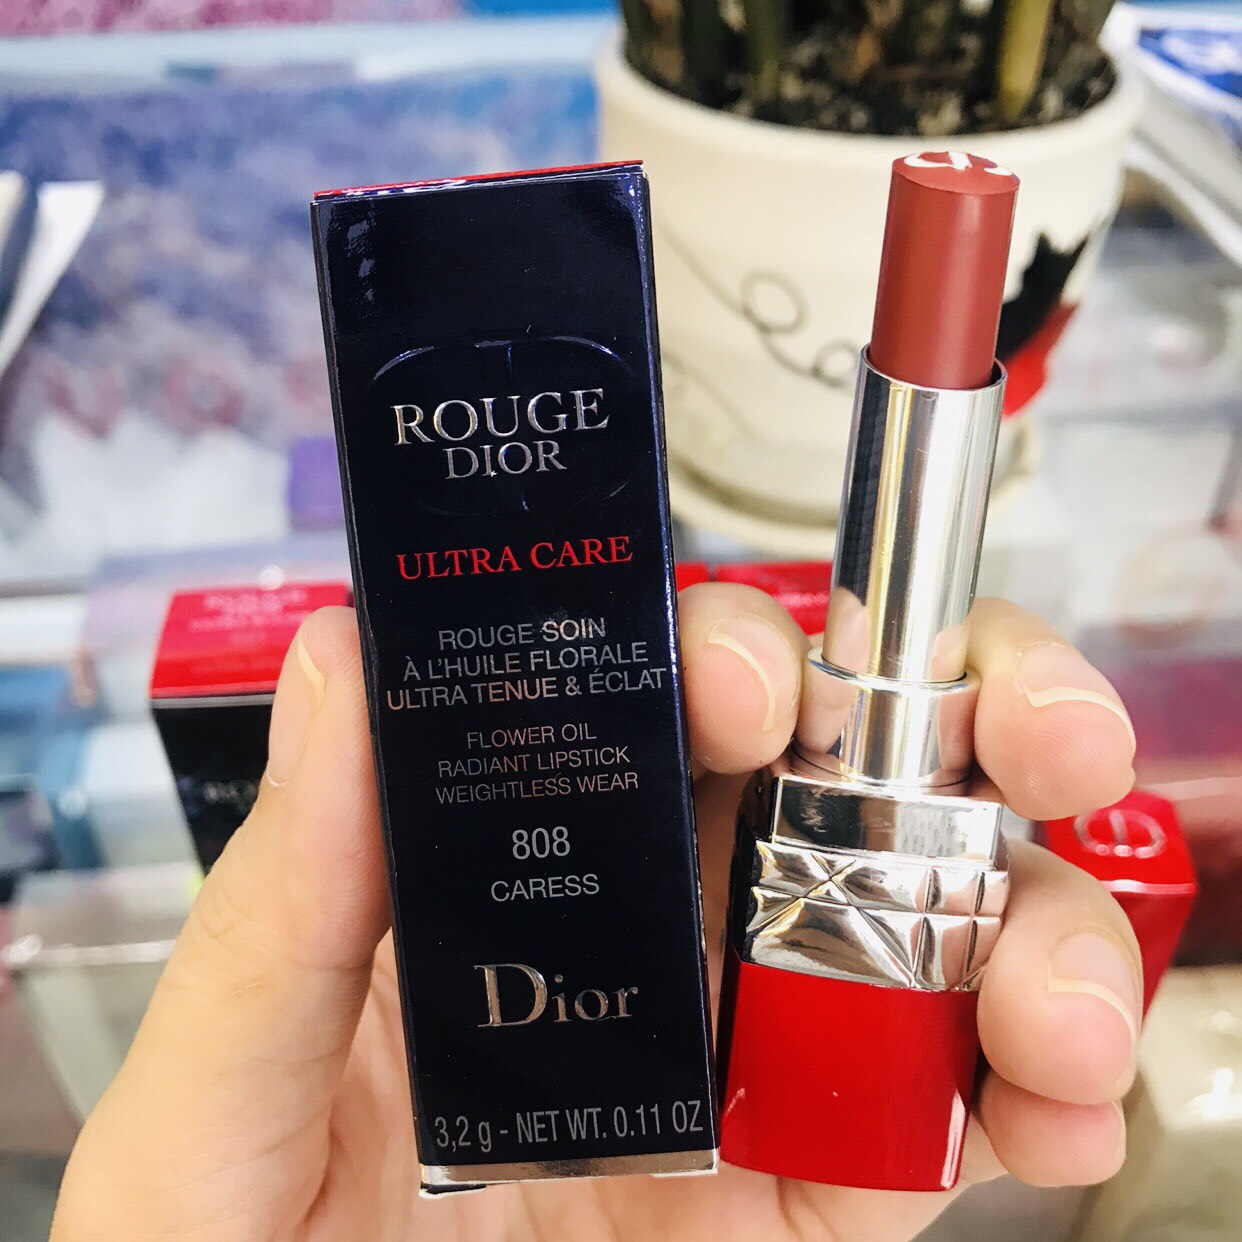 ROUGE
DIOR
ULTRA CARE
ROUGE SOIN
À L'HUILE FLORALE
ULTRA TENUE & ÉCLAT
FLOWER OIL
RADIANT LIPSTICK
WEIGHTLESS WEAR
808
CARESS
Dior
3,2 g - NET WT. 0.11 OZ